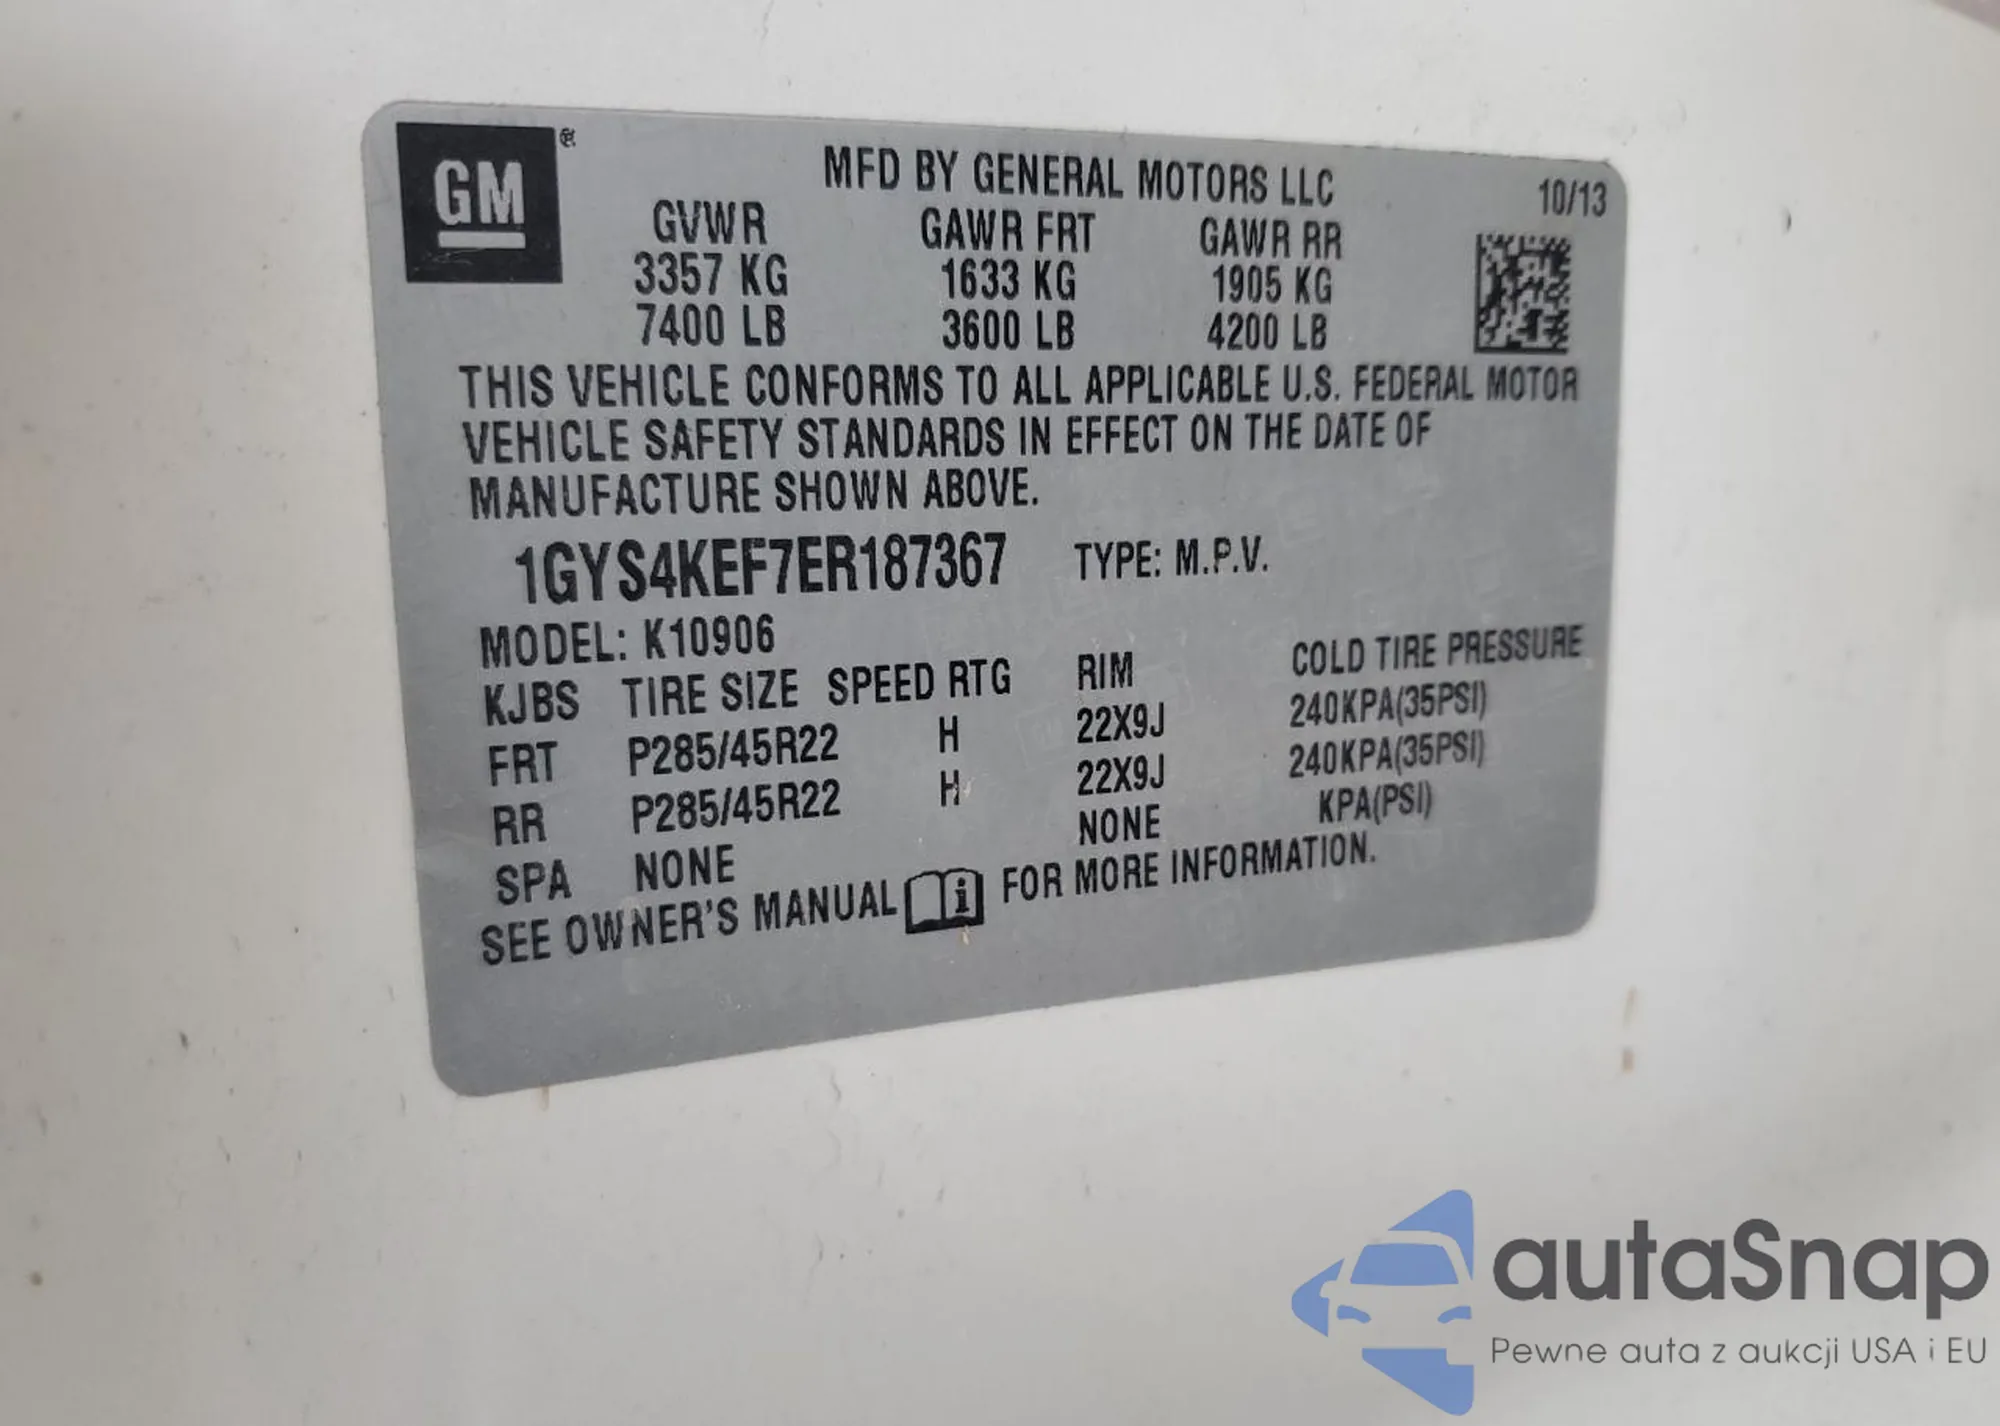 GM ®
MFD BY GENERAL MOTORS LLC
10/13
GVWR GAWR FRT GAWR RR
3357 KG 1633 KG 1905 KG
7400 LB 3600 LB 4200 LB
THIS VEHICLE CONFORMS TO ALL APPLICABLE U.S. FEDERAL MOTOR
VEHICLE SAFETY STANDARDS IN EFFECT ON THE DATE OF
MANUFACTURE SHOWN ABOVE.
1GYS4KEF7ER187367 TYPE: M.P.V.
MODEL: K10906
KJBS TIRE SIZE SPEED RTG RIM COLD TIRE PRESSURE
FRT P285/45R22 H 22X9J 240KPA(35PSI)
RR P285/45R22 H 22X9J 240KPA(35PSI)
SPA NONE NONE KPA(PSI)
SEE OWNER'S MANUAL i FOR MORE INFORMATION.
autaSnap
Pewne auta z aukcji USA i EU